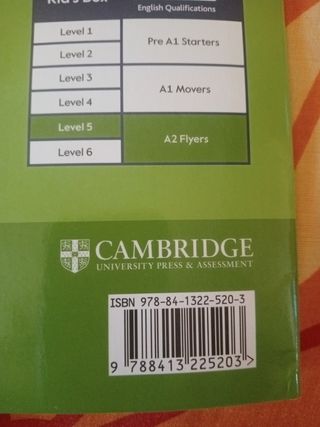 Kid's Box
English Qualifications
Level 1
Pre A1 Starters
Level 2
Level 3
A1 Movers
Level 4
Level 5
A2 Flyers
Level 6
CAMBRIDGE
UNIVERSITY PRESS & ASSESSMENT
ISBN 978-84-1322-520-3
9 788413 225203 >